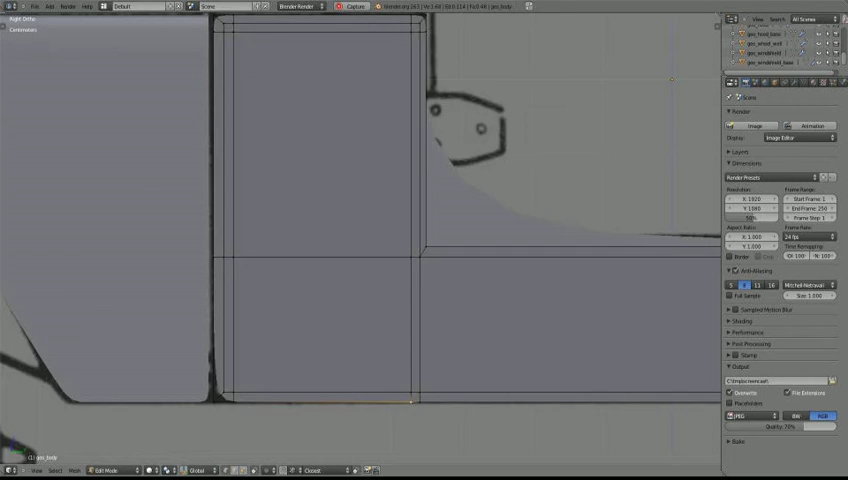 File Add Render Help Default Scene Blender Render Capture
Right Ortho
Centimeters
View Search All Scenes
geo_hood_base
geo_wheel_well
geo_windshield
geo_windshield_base
Scene
Render
Image Animation
Display: Image Editor
Layers
Dimensions
Render Presets
Resolution: Frame Range:
X: 1920 Start Frame: 1
Y: 1080 End Frame: 250
50% Frame Step: 1
Aspect Ratio: Frame Rate:
X: 1.000 24 fps
Y: 1.000 Time Remapping:
Border Crop
Anti-Aliasing
5 8 11 16 Mitchell-Netravali
Full Sample Size: 1.000
Sampled Motion Blur
Shading
Performance
Post Processing
Stamp
Output
Overwrite File Extensions
Placeholders
JPEG BW RGB
Quality: 70%
Bake
(1) geo_body
View Select Mesh Edit Mode Global Closest